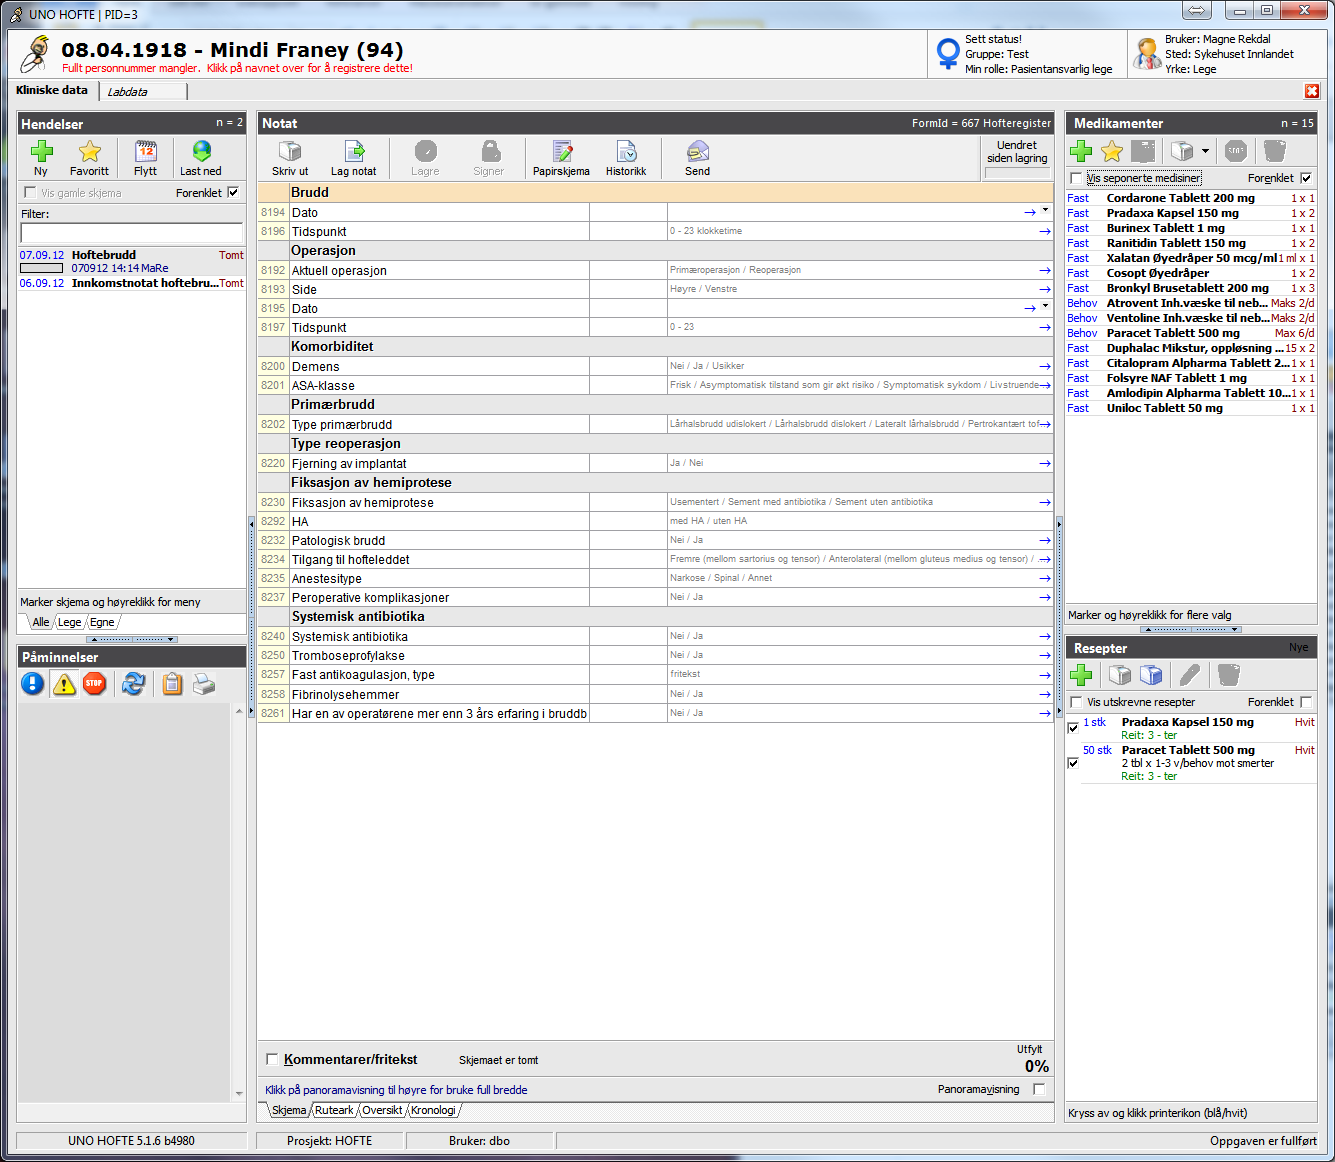 UNO HOFTE | PID=3
08.04.1918 - Mindi Franey (94)
Fullt personnummer mangler. Klikk på navnet over for å registrere dette!
Sett status!
Gruppe: Test
Min rolle: Pasientansvarlig lege
Bruker: Magne Rekdal
Sted: Sykehuset Innlandet
Yrke: Lege
Kliniske data
Labdata
Hendelser n = 2
Ny Favoritt Flytt Last ned
12
Vis gamle skjema Forenklet
Filter:
07.09.12 Hoftebrudd Tomt
070912 14:14 MaRe
06.09.12 Innkomstnotat hoftebru... Tomt
Marker skjema og høyreklikk for meny
Alle Lege Egne
Påminnelser
STOP
Notat FormId = 667 Hofteregister
Skriv ut Lag notat Lagre Signer Papirskjema Historikk Send
Uendret
siden lagring
Brudd
8194 Dato
8196 Tidspunkt 0 - 23 klokketime
Operasjon
8192 Aktuell operasjon Primæroperasjon / Reoperasjon
8193 Side Høyre / Venstre
8195 Dato
8197 Tidspunkt 0 - 23
Komorbiditet
8200 Demens Nei / Ja / Usikker
8201 ASA-klasse Frisk / Asymptomatisk tilstand som gir økt risiko / Symptomatisk sykdom / Livstruende
Primærbrudd
8202 Type primærbrudd Lårhalsbrudd udislokert / Lårhalsbrudd dislokert / Lateralt lårhalsbrudd / Pertrokantært tof
Type reoperasjon
8220 Fjerning av implantat Ja / Nei
Fiksasjon av hemiprotese
8230 Fiksasjon av hemiprotese Usementert / Sement med antibiotika / Sement uten antibiotika
8292 HA med HA / uten HA
8232 Patologisk brudd Nei / Ja
8234 Tilgang til hofteleddet Fremre (mellom sartorius og tensor) / Anterolateral (mellom gluteus medius og tensor) /
8235 Anestesitype Narkose / Spinal / Annet
8237 Peroperative komplikasjoner Nei / Ja
Systemisk antibiotika
8240 Systemisk antibiotika Nei / Ja
8250 Tromboseprofylakse Nei / Ja
8257 Fast antikoagulasjon, type fritekst
8258 Fibrinolysehemmer Nei / Ja
8261 Har en av operatørene mer enn 3 års erfaring i bruddb Nei / Ja
Kommentarer/fritekst Skjemaet er tomt
Utfylt
0%
Klikk på panoramavisning til høyre for bruke full bredde Panoramavisning
Skjema Ruteark Oversikt Kronologi
Medikamenter n = 15
STOP
Vis seponerte medisiner Forenklet
Fast Cordarone Tablett 200 mg 1 x 1
Fast Pradaxa Kapsel 150 mg 1 x 2
Fast Burinex Tablett 1 mg 1 x 1
Fast Ranitidin Tablett 150 mg 1 x 2
Fast Xalatan Øyedråper 50 mcg/ml 1 ml x 1
Fast Cosopt Øyedråper 1 x 2
Fast Bronkyl Brusetablett 200 mg 1 x 3
Behov Atrovent Inh.væske til neb... Maks 2/d
Behov Ventoline Inh.væske til neb... Maks 2/d
Behov Paracet Tablett 500 mg Max 6/d
Fast Duphalac Mikstur, oppløsning ... 15 x 2
Fast Citalopram Alpharma Tablett 2... 1 x 1
Fast Folsyre NAF Tablett 1 mg 1 x 1
Fast Amlodipin Alpharma Tablett 10... 1 x 1
Fast Uniloc Tablett 50 mg 1 x 1
Marker og høyreklikk for flere valg
Resepter Nye
Vis utskrevne resepter Forenklet
1 stk Pradaxa Kapsel 150 mg Hvit
Reit: 3 - ter
50 stk Paracet Tablett 500 mg Hvit
2 tbl x 1-3 v/behov mot smerter
Reit: 3 - ter
Kryss av og klikk printerikon (blå/hvit)
UNO HOFTE 5.1.6 b4980 Prosjekt: HOFTE Bruker: dbo Oppgaven er fullført